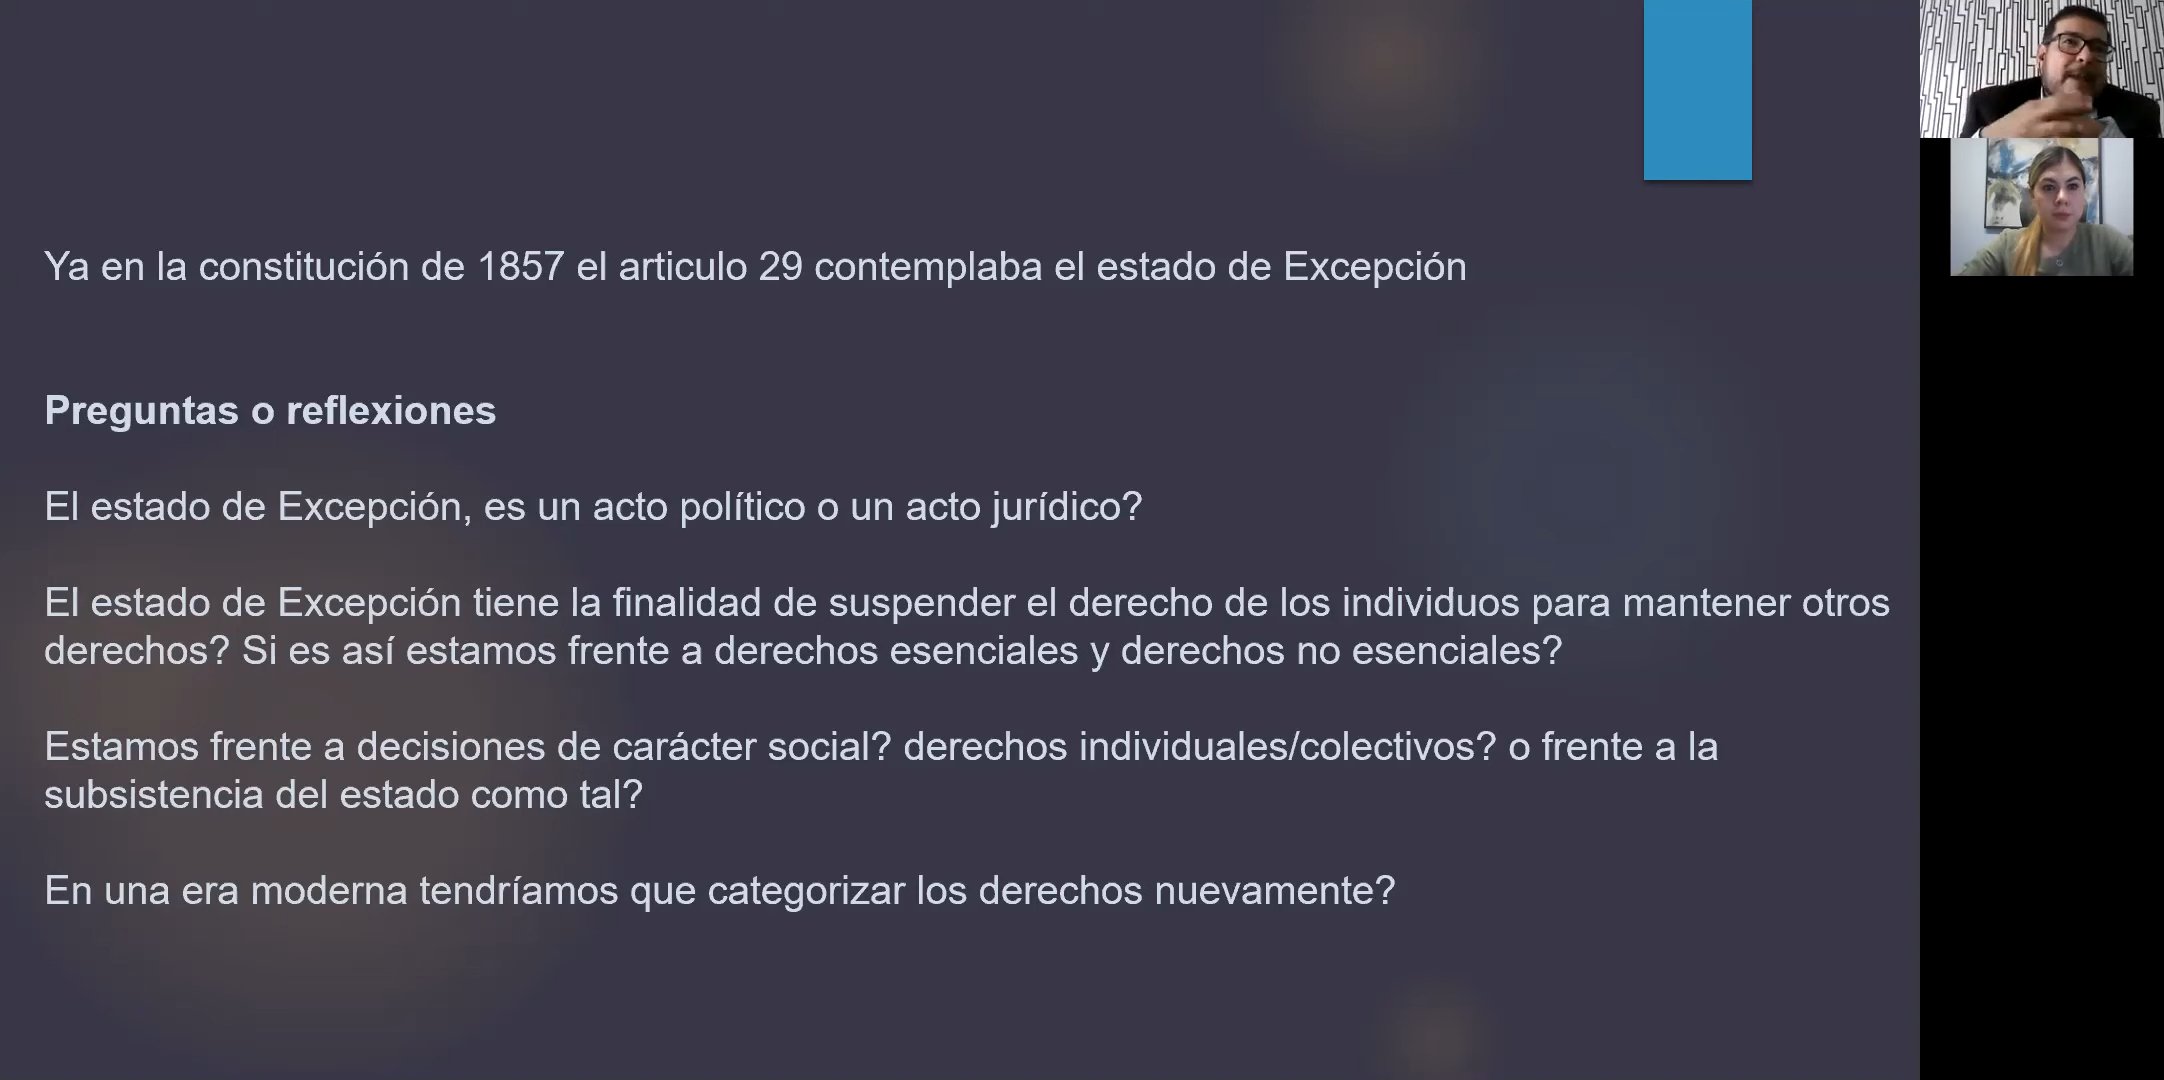 Ya en la constitución de 1857 el articulo 29 contemplaba el estado de Excepción
Preguntas o reflexiones
El estado de Excepción, es un acto político o un acto jurídico?
El estado de Excepción tiene la finalidad de suspender el derecho de los individuos para mantener otros
derechos? Si es así estamos frente a derechos esenciales y derechos no esenciales?
Estamos frente a decisiones de carácter social? derechos individuales/colectivos? o frente a la
subsistencia del estado como tal?
En una era moderna tendríamos que categorizar los derechos nuevamente?